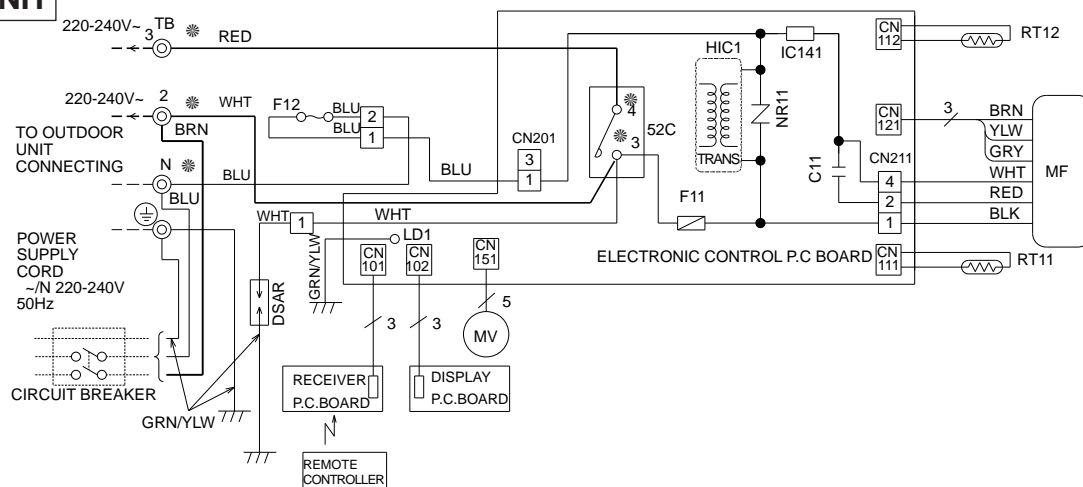 NIT
220-240V~ TB
3
RED
HIC1
IC141
CN
112
RT12
220-240V~ 2
WHT
F12
BLU
2
BLU
1
4
52C
NR11
CN
121
3
BRN
YLW
GRY
MF
TO OUTDOOR
UNIT
CONNECTING
BRN
CN201
3
1
3
TRANS
C11
CN211
4
2
1
WHT
RED
BLK
N
BLU
BLU
BLU
F11
WHT
1
WHT
POWER
SUPPLY
CORD
~/N 220-240V
50Hz
GRN/YLW
LD1
CN
101
CN
102
CN
151
ELECTRONIC CONTROL P.C BOARD
CN
111
RT11
DSAR
3
3
5
MV
CIRCUIT BREAKER
GRN/YLW
RECEIVER
P.C.BOARD
DISPLAY
P.C.BOARD
REMOTE
CONTROLLER